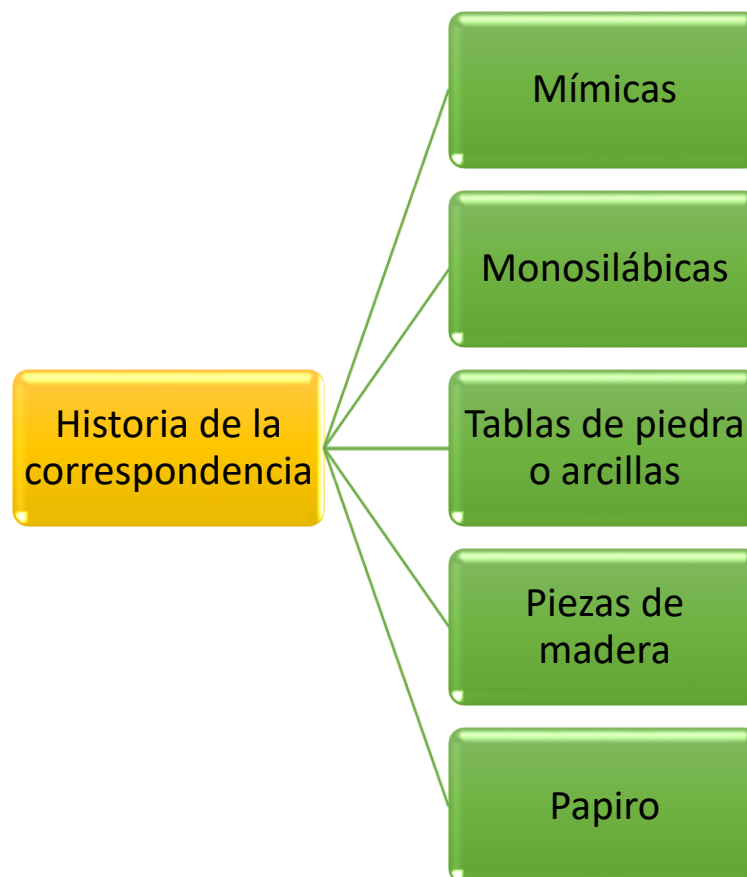 Historia de la
correspondencia
Mímicas
Monosilábicas
Tablas de piedra
o arcillas
Piezas de
madera
Papiro